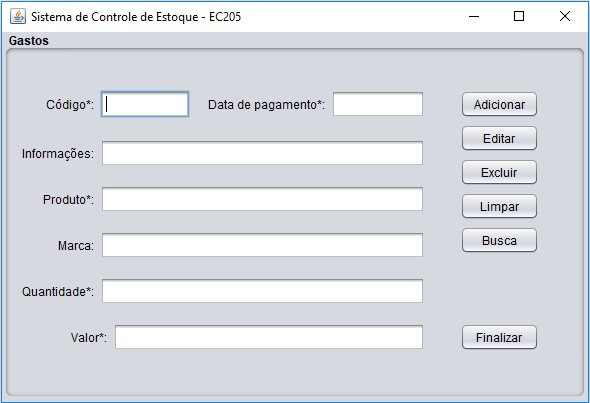 Sistema de Controle de Estoque - EC205
Gastos
Código*: Data de pagamento*: Adicionar
Editar
Informações:
Excluir
Produto*:
Limpar
Marca: Busca
Quantidade*:
Valor*: Finalizar